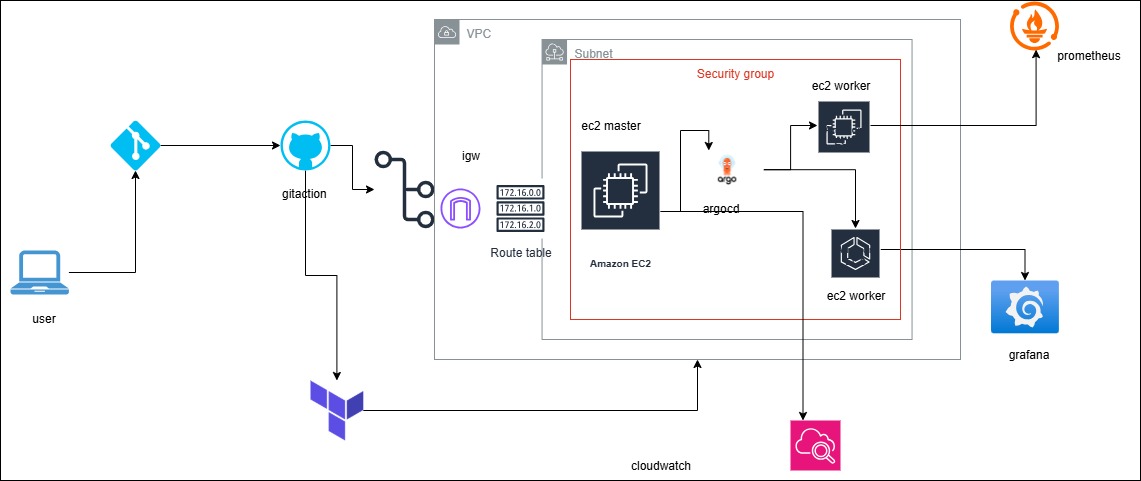 VPC
Subnet
Security group
prometheus
ec2 worker
ec2 master
igw
gitaction
172.16.0.0
172.16.1.0
172.16.2.0
argo
argocd
Route table
Amazon EC2
ec2 worker
user
grafana
cloudwatch